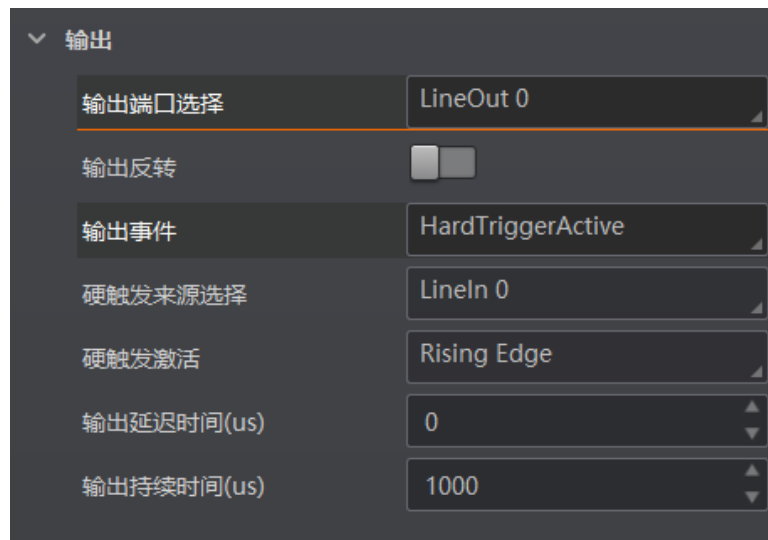 输出
输出端口选择 LineOut 0
输出反转
输出事件 HardTriggerActive
硬触发来源选择 LineIn 0
硬触发激活 Rising Edge
输出延迟时间(us) 0
输出持续时间(us) 1000